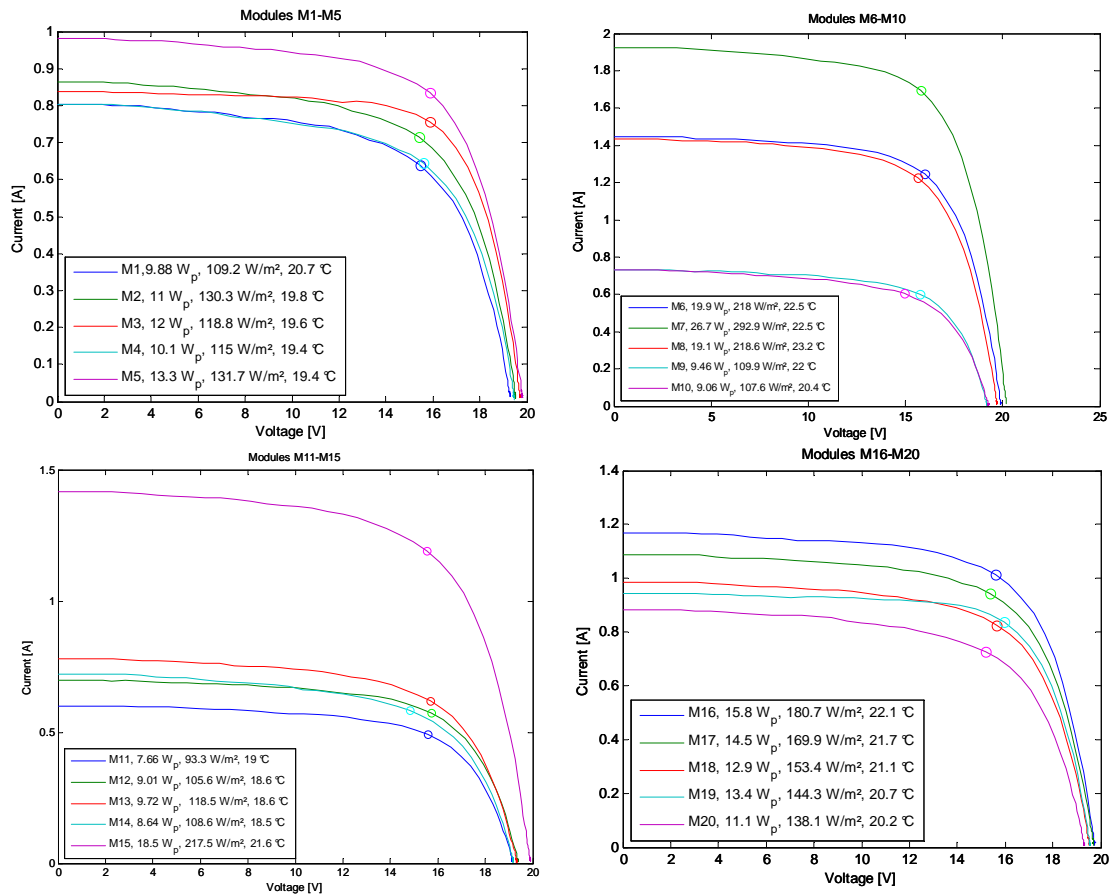 Modules M1-M5
1
0.9
0.8
0.7
0.6
0.5
0.4
0.3
0.2
0.1
0
Current [A]
M1,9.88 Wp, 109.2 W/m², 20.7 ℃
M2, 11 Wp, 130.3 W/m², 19.8 ℃
M3, 12 Wp, 118.8 W/m², 19.6 ℃
M4, 10.1 Wp, 115 W/m², 19.4 ℃
M5, 13.3 Wp, 131.7 W/m², 19.4 ℃
0 2 4 6 8 10 12 14 16 18 20
Voltage [V]
Modules M6-M10
2
1.8
1.6
1.4
1.2
1
0.8
0.6
0.4
0.2
0
Current [A]
M6, 19.9 Wp, 218 W/m², 22.5 ℃
M7, 26.7 Wp, 292.9 W/m², 22.5 ℃
M8, 19.1 Wp, 218.6 W/m², 23.2 ℃
M9, 9.46 Wp, 109.9 W/m², 22 ℃
M10, 9.06 Wp, 107.6 W/m², 20.4 ℃
0 5 10 15 20 25
Voltage [V]
Modules M11-M15
1.5
1
0.5
0
Current [A]
M11, 7.66 Wp, 93.3 W/m², 19 ℃
M12, 9.01 Wp, 105.6 W/m², 18.6 ℃
M13, 9.72 Wp, 118.5 W/m², 18.6 ℃
M14, 8.64 Wp, 108.6 W/m², 18.5 ℃
M15, 18.5 Wp, 217.5 W/m², 21.6 ℃
0 2 4 6 8 10 12 14 16 18 20
Voltage [V]
Modules M16-M20
1.4
1.2
1
0.8
0.6
0.4
0.2
0
Current [A]
M16, 15.8 Wp, 180.7 W/m², 22.1 ℃
M17, 14.5 Wp, 169.9 W/m², 21.7 ℃
M18, 12.9 Wp, 153.4 W/m², 21.1 ℃
M19, 13.4 Wp, 144.3 W/m², 20.7 ℃
M20, 11.1 Wp, 138.1 W/m², 20.2 ℃
0 2 4 6 8 10 12 14 16 18 20
Voltage [V]